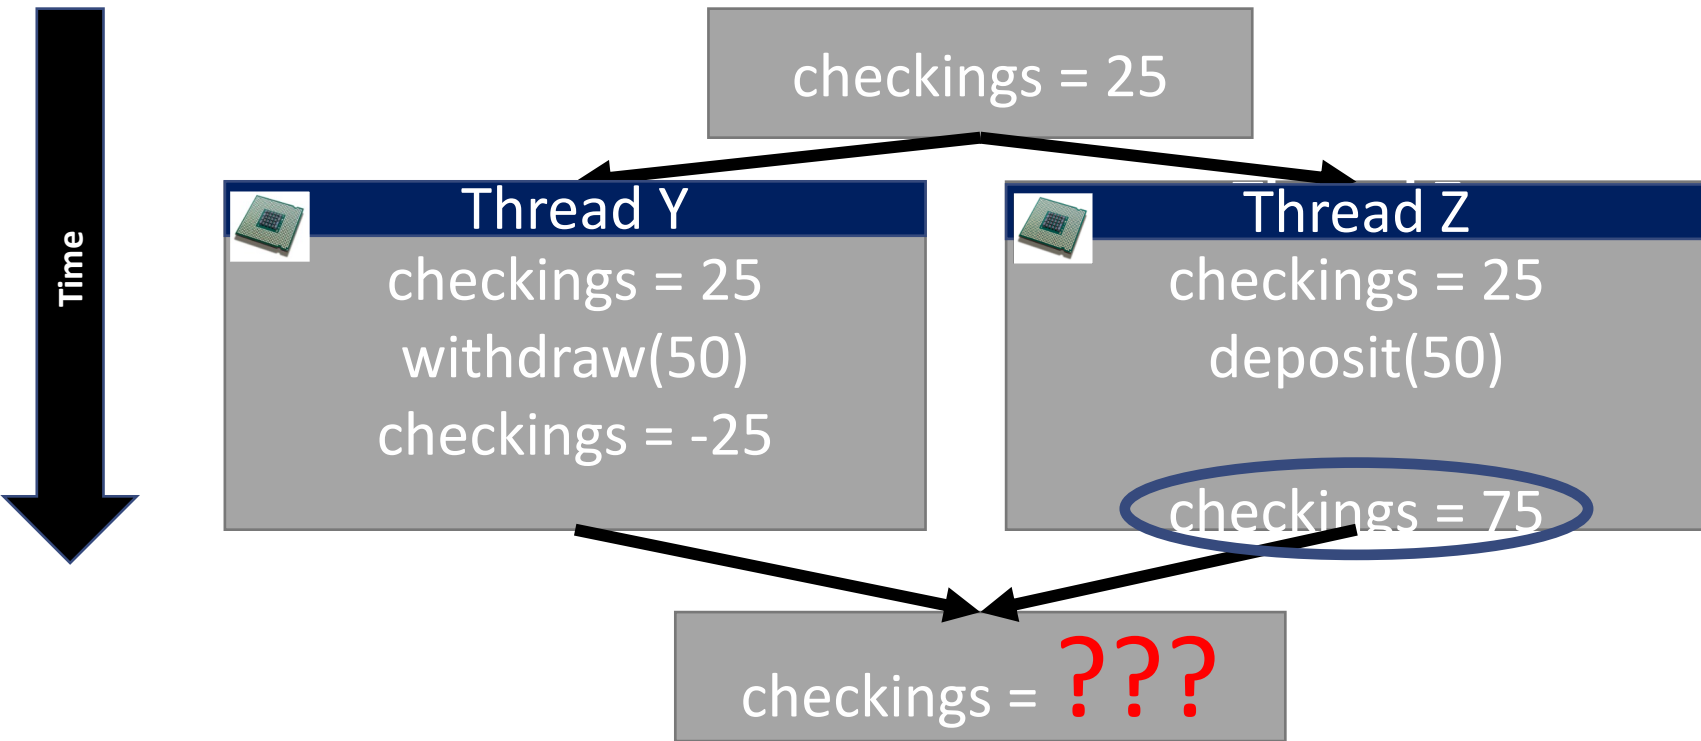 checkings = 25
Time
Thread Y
checkings = 25
withdraw(50)
checkings = -25
Thread Z
checkings = 25
deposit(50)
checkings = 75
checkings = ???